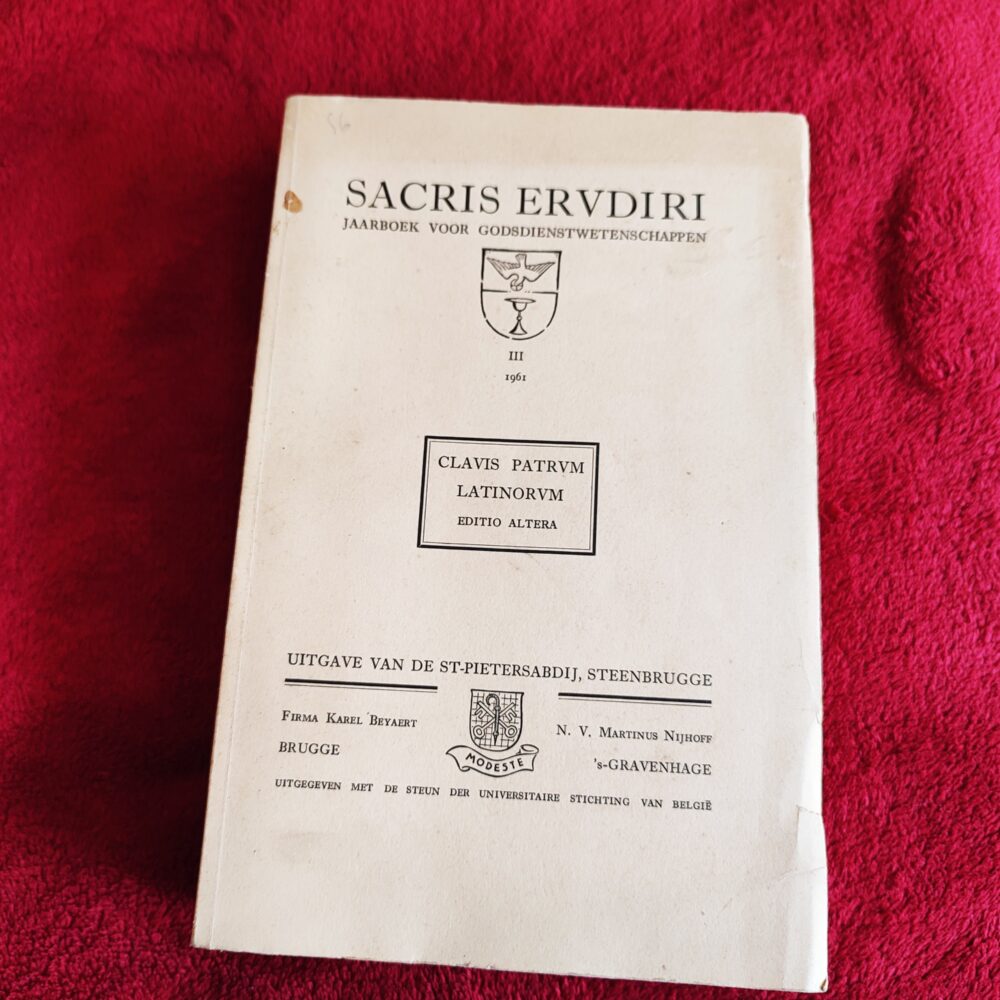 56
SACRIS ERVDIRI
JAARBOEK VOOR GODSDIENSTWETENSCHAPPEN
III
1961
CLAVIS PATRVM
LATINORVM
EDITIO ALTERA
UITGAVE VAN DE ST-PIETERSABDIJ, STEENBRUGGE
FIRMA KAREL BEYAERT
BRUGGE
MODESTE
N. V. MARTINUS NIJHOFF
's-GRAVENHAGE
UITGEGEVEN MET DE STEUN DER UNIVERSITAIRE STICHTING VAN BELGIË